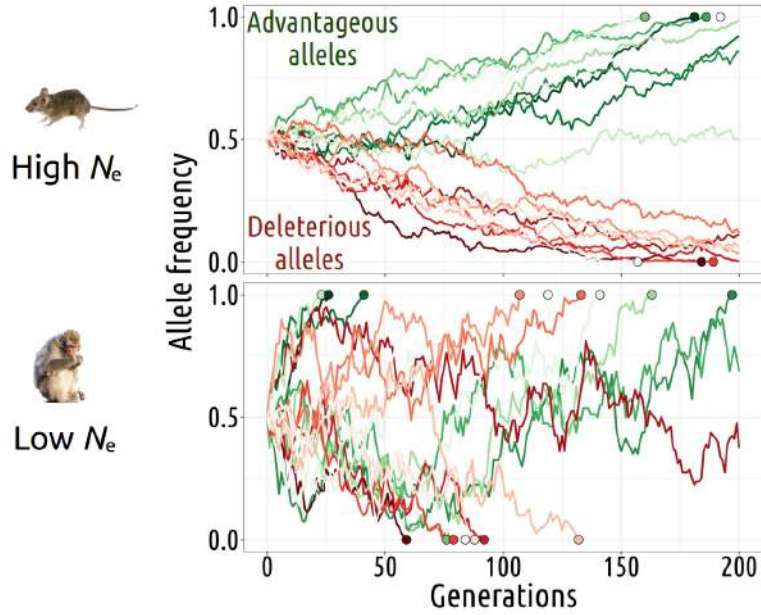 High Ne
Low Ne
Allele frequency
1.0
0.5
0.0
Advantageous
alleles
Deleterious
alleles
1.0
0.5
0.0
0
50
100
150
200
Generations